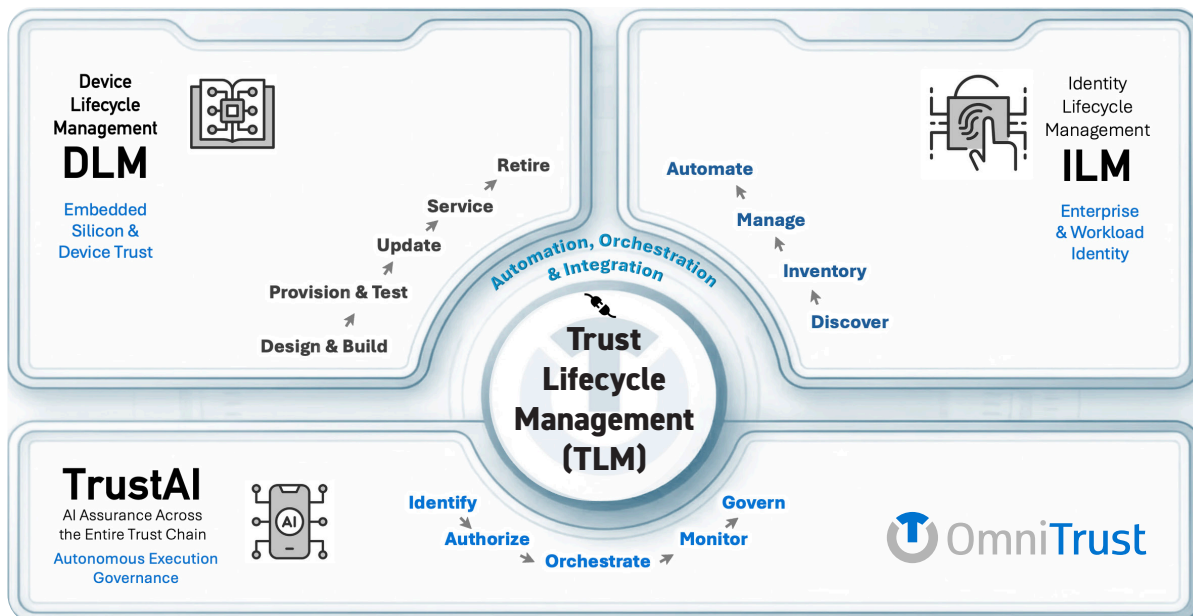 Device
Lifecycle
Management
DLM
Embedded
Silicon &
Device Trust
Retire
Service
Update
Provision & Test
Design & Build
Identity
Lifecycle
Management
ILM
Enterprise
& Workload
Identity
Automate
Manage
Inventory
Discover
Automation, Orchestration
& Integration
Trust
Lifecycle
Management
(TLM)
TrustAI
AI Assurance Across
the Entire Trust Chain
Autonomous Execution
Governance
AI
Identify
Authorize
Orchestrate
Monitor
Govern
OmniTrust